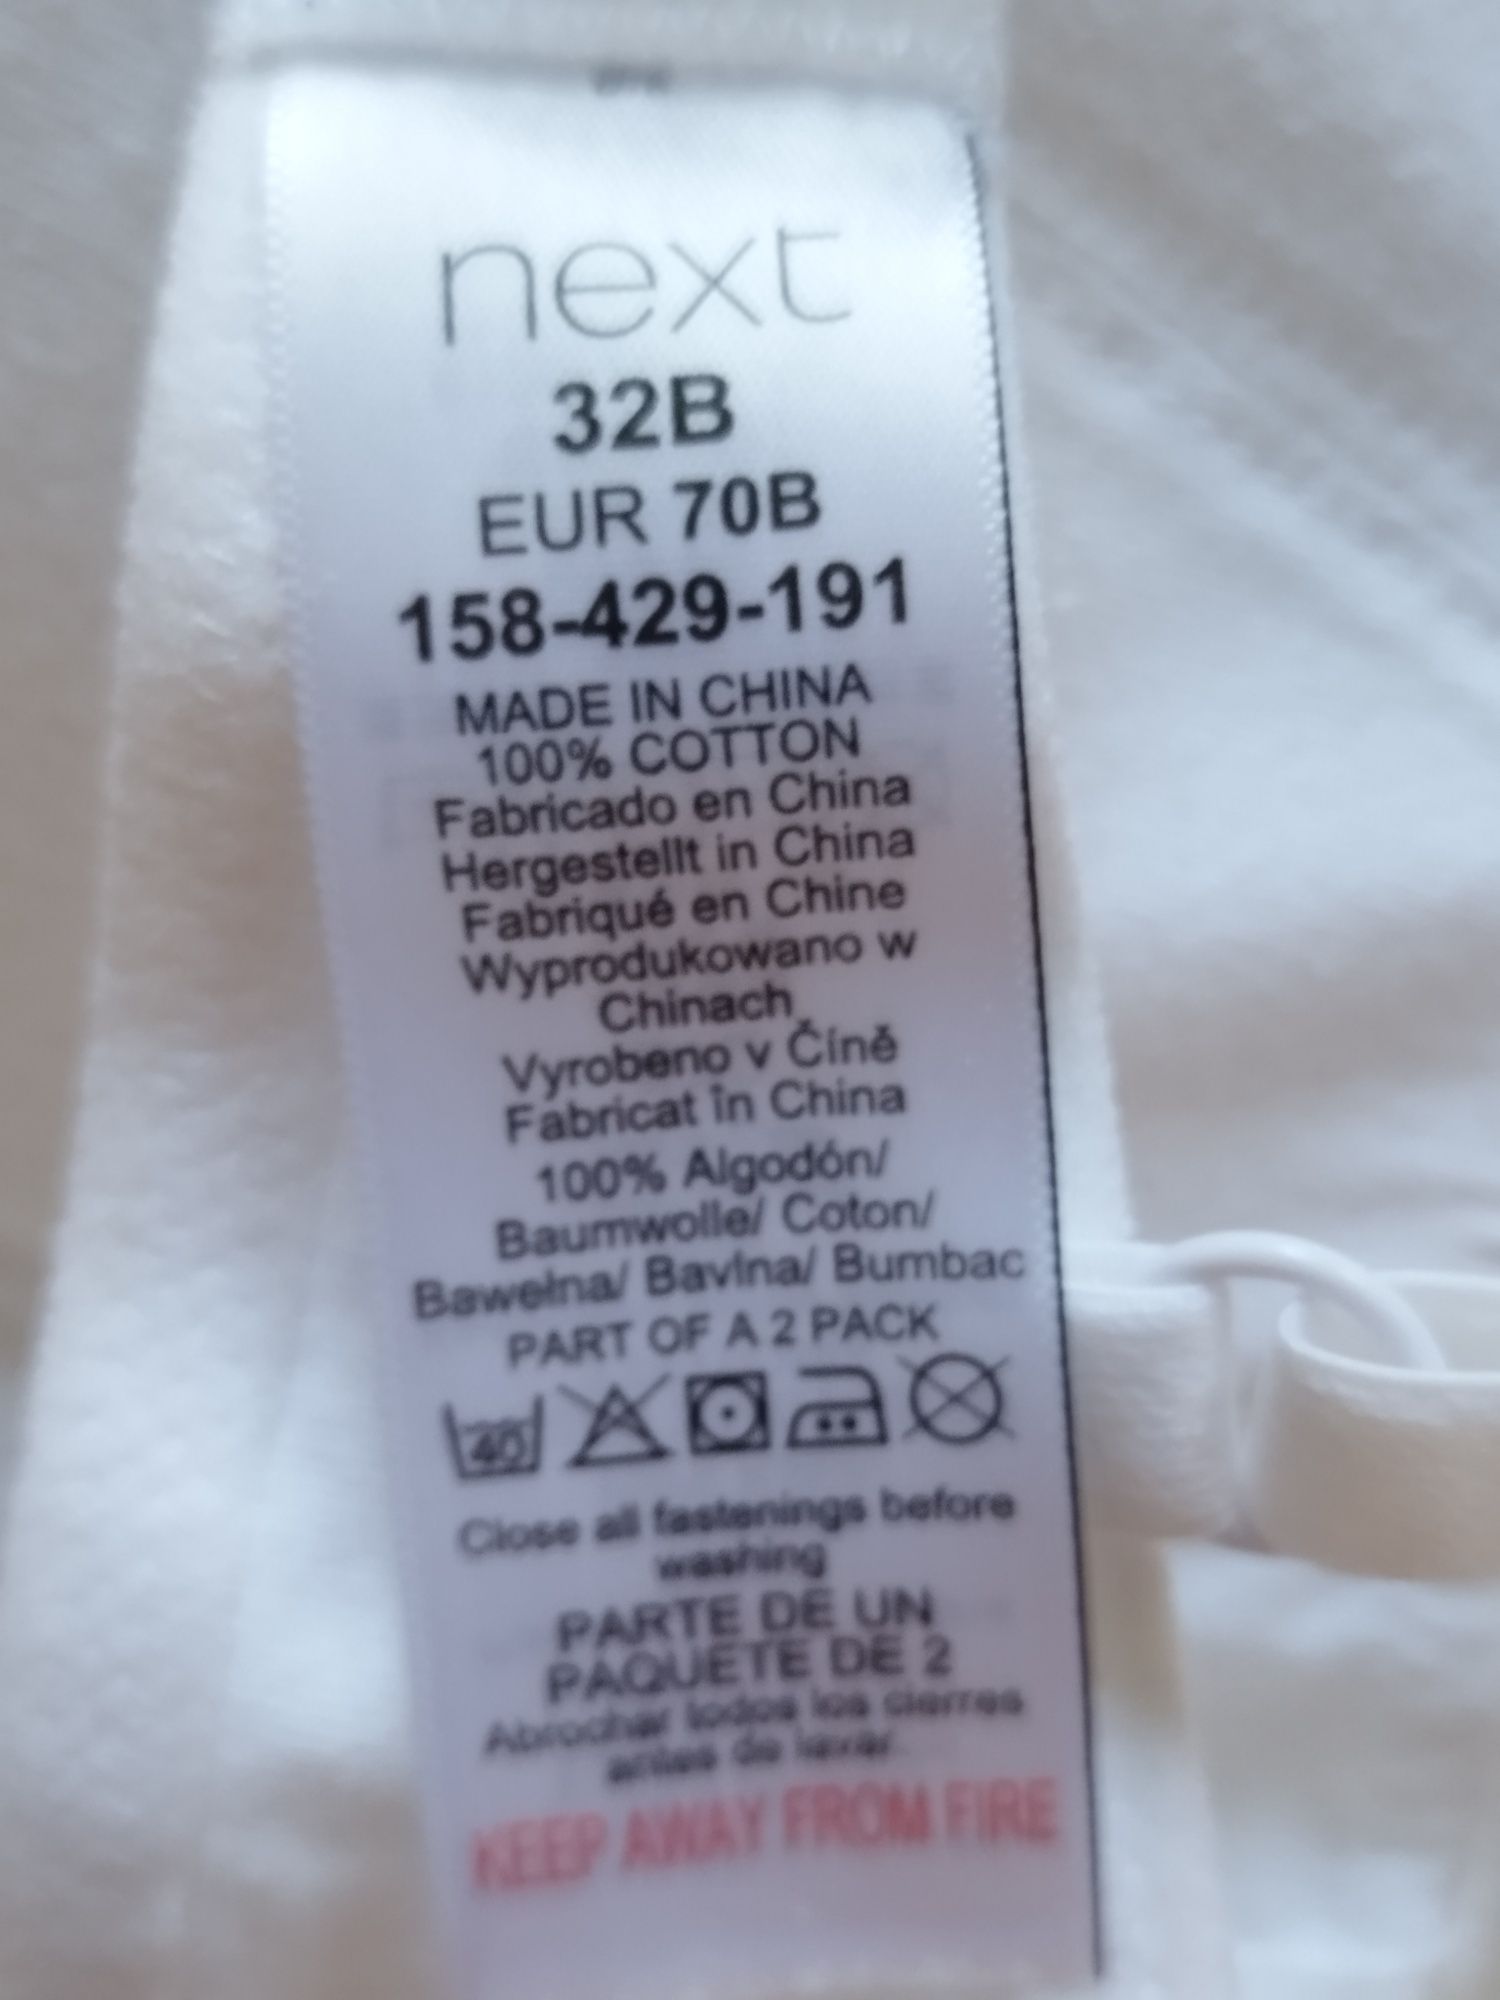 next
32B
EUR 70B
158-429-191
MADE IN CHINA
100% COTTON
Fabricado en China
Hergestellt in China
Fabriqué en Chine
Wyprodukowano w
Chinach
Vyrobeno v Číně
Fabricat în China
100% Algodón/
Baumwolle/ Coton/
Bawełna/ Bavlna/ Bumbac
PART OF A 2 PACK
40
Close all fastenings before
washing
PARTE DE UN
PAQUETE DE 2
Abrochar todos los cierres
antes de lavar.
KEEP AWAY FROM FIRE